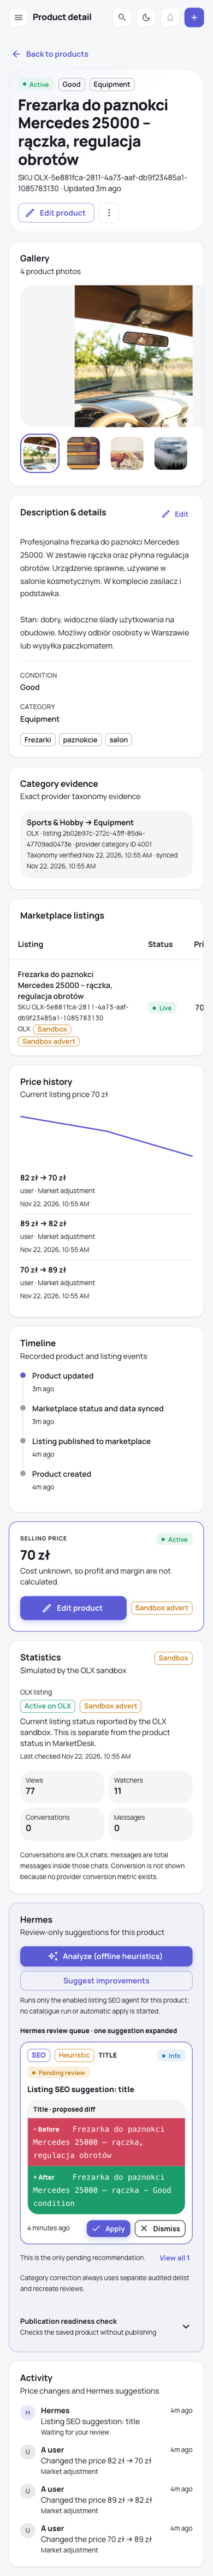 Product detail
Back to products
Active Good Equipment
Frezarka do paznokci
Mercedes 25000 –
rączka, regulacja
obrotów
SKU OLX-5e881fca-2811-4a73-aaf-db9f23485a1-
1085783130 · Updated 3m ago
Edit product
Gallery
4 product photos
Description & details
Edit
Profesjonalna frezarka do paznokci Mercedes
25000. W zestawie rączka oraz płynna regulacja
obrotów. Urządzenie sprawne, używane w
salonie kosmetycznym. W komplecie zasilacz i
podstawka.
Stan: dobry, widoczne ślady użytkowania na
obudowie. Możliwy odbiór osobisty w Warszawie
lub wysyłka paczkomatem.
CONDITION
Good
CATEGORY
Equipment
Frezarki paznokcie salon
Category evidence
Exact provider taxonomy evidence
Sports & Hobby → Equipment
OLX · listing 2b02b97c-272c-43ff-85d4-
47709ad0473e · provider category ID 4001
Taxonomy verified Nov 22, 2026, 10:55 AM · synced
Nov 22, 2026, 10:55 AM
Marketplace listings
Listing Status Pri
Frezarka do paznokci
Mercedes 25000 – rączka,
regulacja obrotów
SKU OLX-5e881fca-2811-4a73-aaf-
db9f23485a1-1085783130
OLX Sandbox
Sandbox advert
Live
70
Price history
Current listing price 70 zł
82 zł → 70 zł
user · Market adjustment
Nov 22, 2026, 10:55 AM
89 zł → 82 zł
user · Market adjustment
Nov 22, 2026, 10:55 AM
70 zł → 89 zł
user · Market adjustment
Nov 22, 2026, 10:55 AM
Timeline
Recorded product and listing events
Product updated
3m ago
Marketplace status and data synced
3m ago
Listing published to marketplace
4m ago
Product created
4m ago
SELLING PRICE
Active
70 zł
Cost unknown, so profit and margin are not
calculated.
Edit product
Sandbox advert
Statistics
Sandbox
Simulated by the OLX sandbox
OLX listing
Active on OLX Sandbox advert
Current listing status reported by the OLX
sandbox. This is separate from the product
status in MarketDesk.
Last checked Nov 22, 2026, 10:55 AM
Views Watchers
77 11
Conversations Messages
0 0
Conversations are OLX chats; messages are total
messages inside those chats. Conversion is not shown
because no provider conversion metric exists.
Hermes
Review-only suggestions for this product
Analyze (offline heuristics)
Suggest improvements
Runs only the enabled listing SEO agent for this product;
no catalogue run or automatic apply is started.
Hermes review queue · one suggestion expanded
SEO Heuristic TITLE Info
Pending review
Listing SEO suggestion: title
Title · proposed diff
− Before Frezarka do paznokci
Mercedes 25000 – rączka,
regulacja obrotów
+ After Frezarka do paznokci
Mercedes 25000 – rączka – Good
condition
4 minutes ago Apply Dismiss
This is the only pending recommendation. View all 1
Category correction always uses separate audited delist
and recreate reviews.
Publication readiness check
Checks the saved product without publishing
Activity
Price changes and Hermes suggestions
H Hermes 4m ago
Listing SEO suggestion: title
Waiting for your review
U A user 4m ago
Changed the price 82 zł → 70 zł
Market adjustment
U A user 4m ago
Changed the price 89 zł → 82 zł
Market adjustment
U A user 4m ago
Changed the price 70 zł → 89 zł
Market adjustment